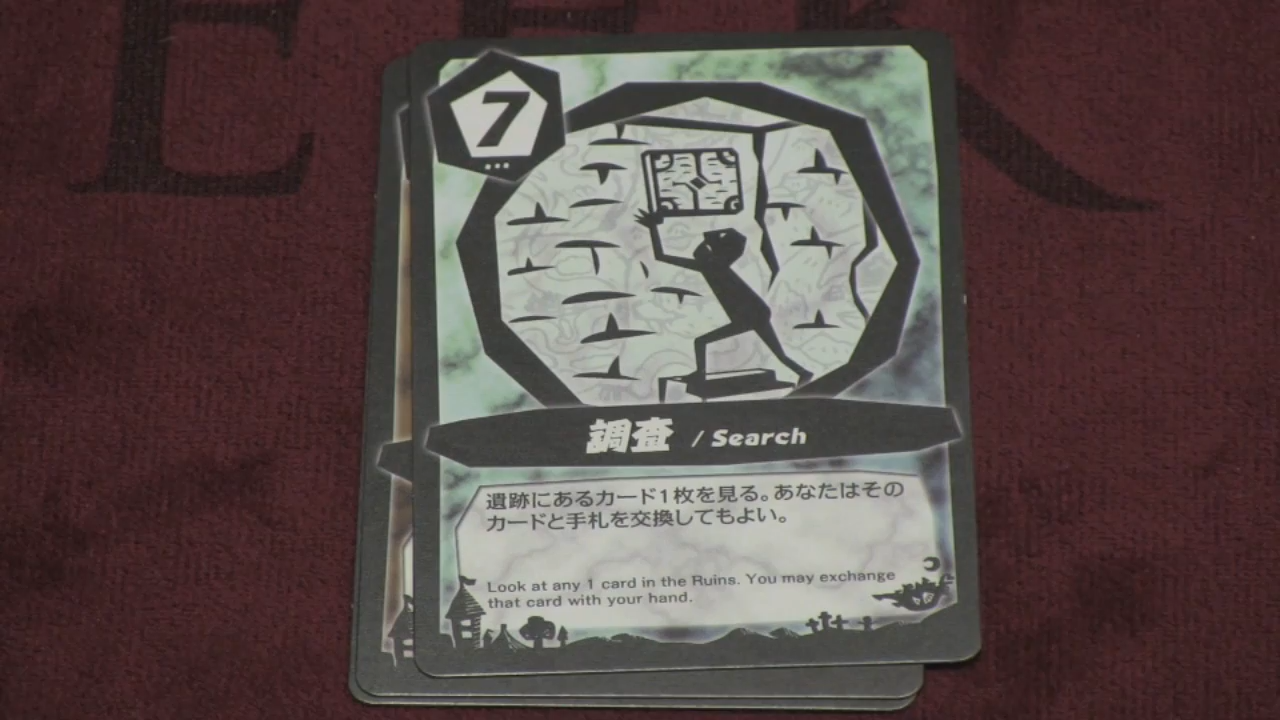 7
調査 / Search
遺跡にあるカード1枚を見る。あなたはその
カードと手札を交換してもよい。
Look at any 1 card in the Ruins. You may exchange
that card with your hand.